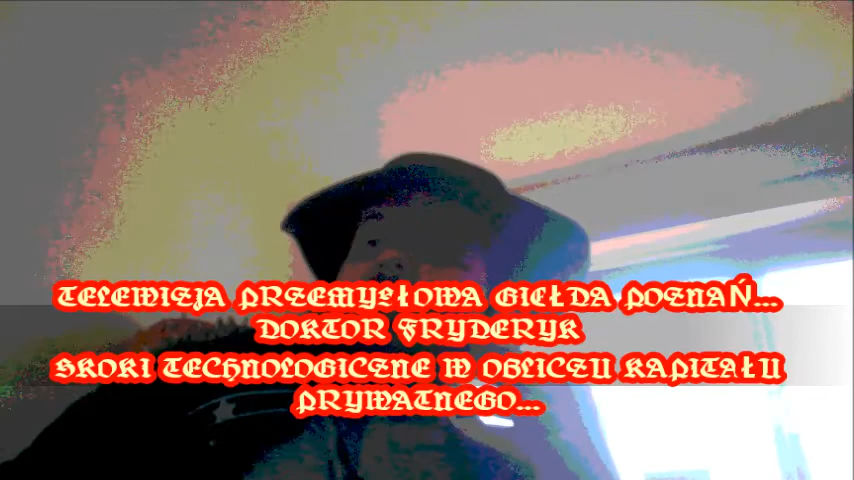 TELEWIZJA PRZEMYSŁOWA GIEŁDA POZNAŃ...
DOKTOR FRYDERYK
SKOKI TECHNOLOGICZNE W OBLICZU KAPITAŁU
PRYWATNEGO...